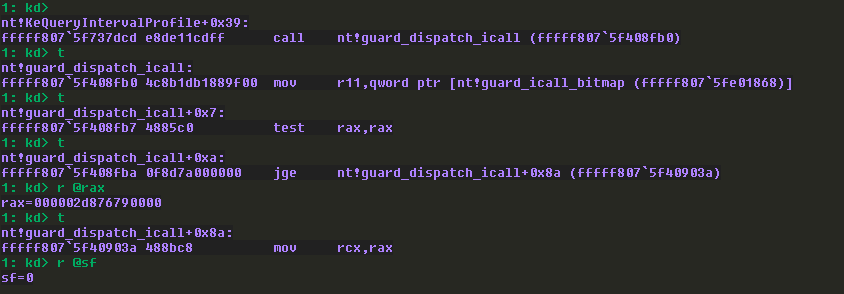 1: kd>
nt!KeQueryIntervalProfile+0x39:
fffff807`5f737dcd e8de11cdff      call    nt!guard_dispatch_icall (fffff807`5f408fb0)
1: kd> t
nt!guard_dispatch_icall:
fffff807`5f408fb0 4c8b1db1889f00  mov     r11,qword ptr [nt!guard_icall_bitmap (fffff807`5fe01868)]
1: kd> t
nt!guard_dispatch_icall+0x7:
fffff807`5f408fb7 4885c0          test    rax,rax
1: kd> t
nt!guard_dispatch_icall+0xa:
fffff807`5f408fba 0f8d7a000000    jge     nt!guard_dispatch_icall+0x8a (fffff807`5f40903a)
1: kd> r @rax
rax=000002d876790000
1: kd> t
nt!guard_dispatch_icall+0x8a:
fffff807`5f40903a 488bc8          mov     rcx,rax
1: kd> r @sf
sf=0